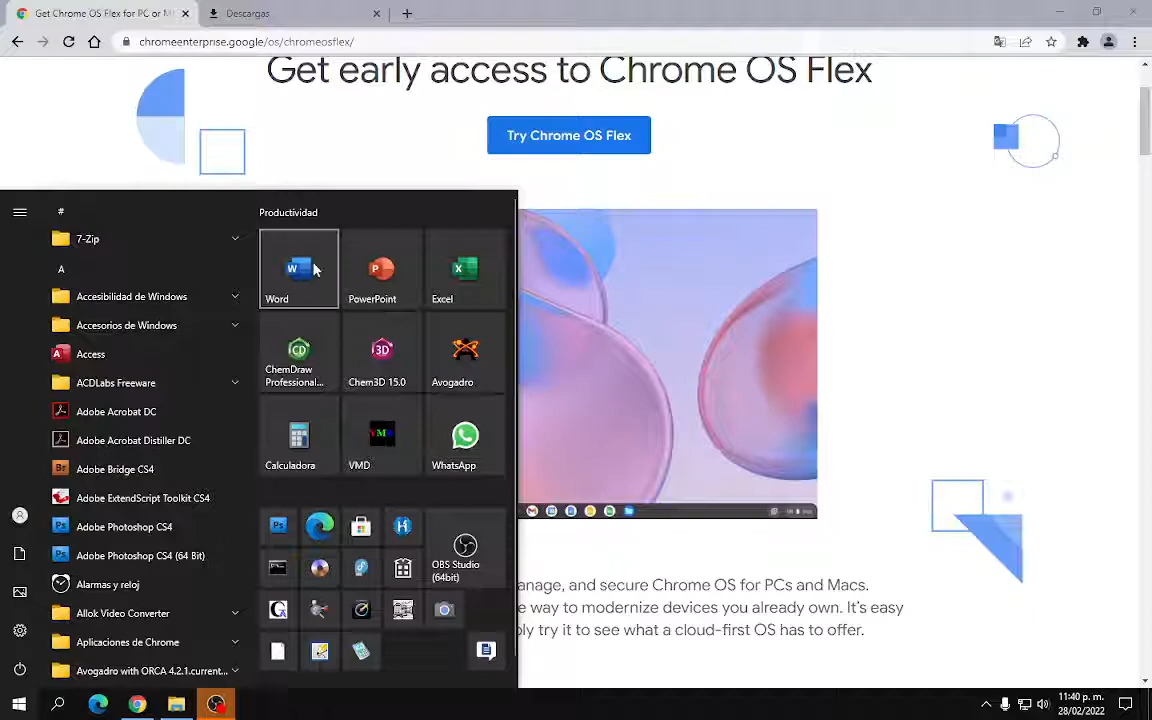 Get Chrome OS Flex for PC or M
Descargas
chromeenterprise.google/os/chromeosflex/
Get early access to Chrome OS Flex
Try Chrome OS Flex
#
7-Zip
A
Accesibilidad de Windows
Accesorios de Windows
Access
ACDLabs Freeware
Adobe Acrobat DC
Adobe Acrobat Distiller DC
Adobe Bridge CS4
Adobe ExtendScript Toolkit CS4
Adobe Photoshop CS4
Adobe Photoshop CS4 (64 Bit)
Alarmas y reloj
Allok Video Converter
Aplicaciones de Chrome
Avogadro with ORCA 4.2.1.current...
Productividad
Word
PowerPoint
Excel
ChemDraw
Professional...
Chem3D 15.0
Avogadro
Calculadora
VMD
WhatsApp
OBS Studio
(64bit)
anage, and secure Chrome OS for PCs and Macs.
e way to modernize devices you already own. It's easy
ply try it to see what a cloud-first OS has to offer.
11:40 p. m.
28/02/2022